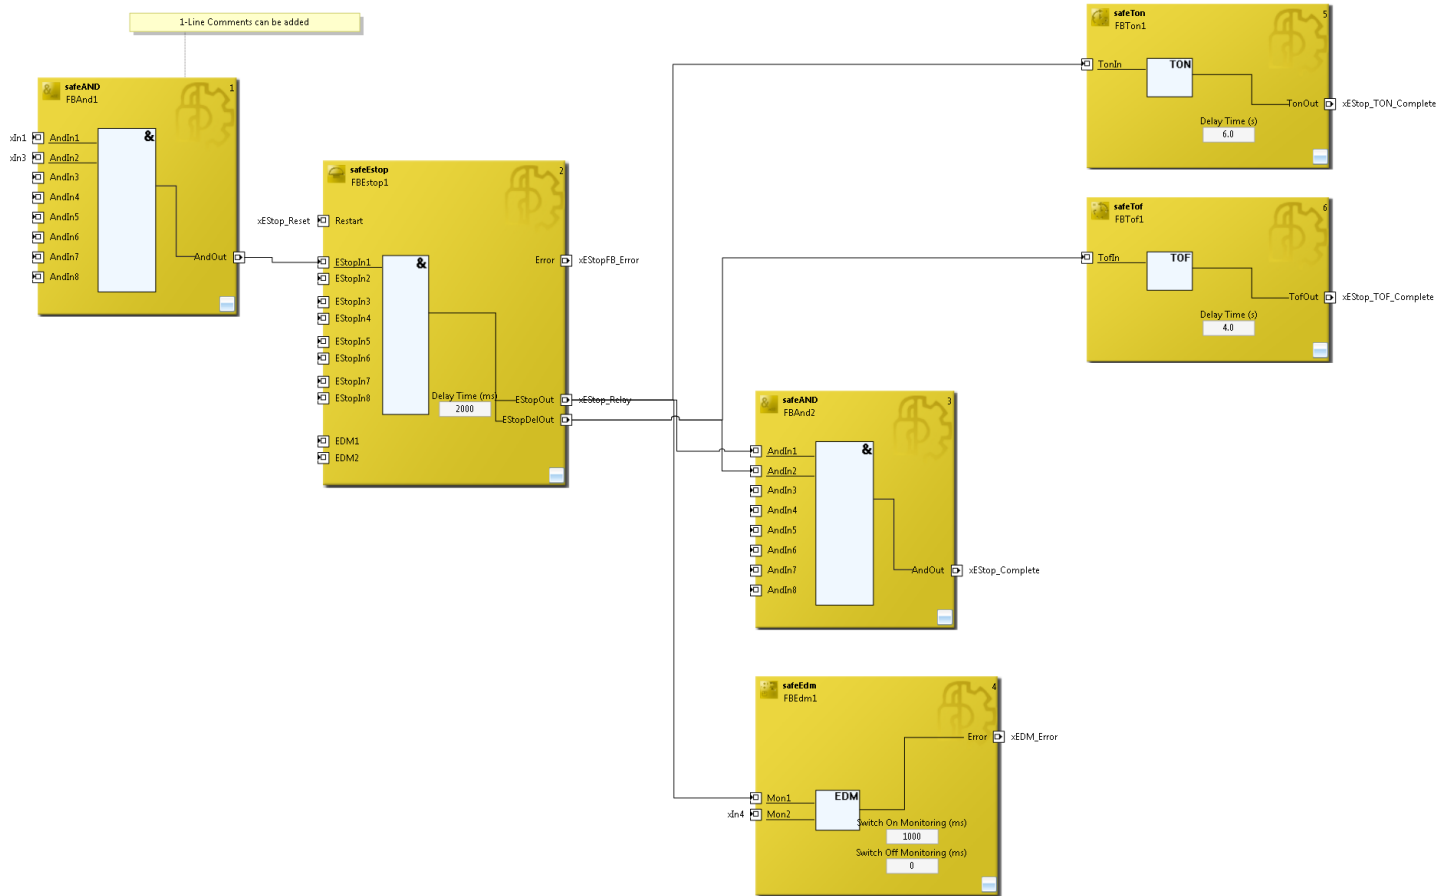 1-Line Comments can be added
safeAND
1
FBAnd1
&
xIn1
AndIn1
xIn3
AndIn2
AndIn3
AndIn4
AndIn5
AndIn6
AndIn7
AndIn8
AndOut
safeEstop
2
FBEstop1
xEStop_Reset
Restart
&
EStopIn1
EStopIn2
EStopIn3
EStopIn4
EStopIn5
EStopIn6
EStopIn7
EStopIn8
EDM1
EDM2
Error
xEStopFB_Error
Delay Time (ms)
2000
EStopOut
xEStop_Relay
EStopDelOut
safeAND
3
FBAnd2
&
AndIn1
AndIn2
AndIn3
AndIn4
AndIn5
AndIn6
AndIn7
AndIn8
AndOut
xEStop_Complete
safeEdm
4
FBEdm1
Error
xEDM_Error
Mon1
xIn4
Mon2
EDM
Switch On Monitoring (ms)
1000
Switch Off Monitoring (ms)
0
safeTon
5
FBTon1
TonIn
TON
TonOut
xEStop_TON_Complete
Delay Time (s)
6.0
safeTof
6
FBTof1
TofIn
TOF
TofOut
xEStop_TOF_Complete
Delay Time (s)
4.0